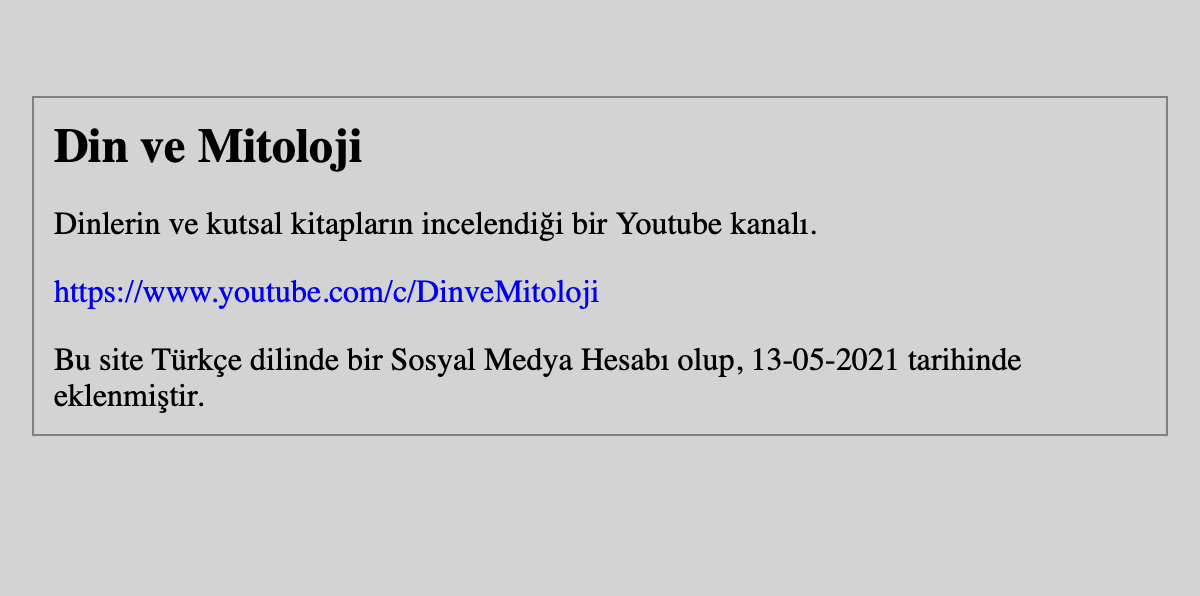 Din ve Mitoloji
Dinlerin ve kutsal kitapların incelendiği bir Youtube kanalı.
https://www.youtube.com/c/DinveMitoloji
Bu site Türkçe dilinde bir Sosyal Medya Hesabı olup, 13-05-2021 tarihinde
eklenmiştir.